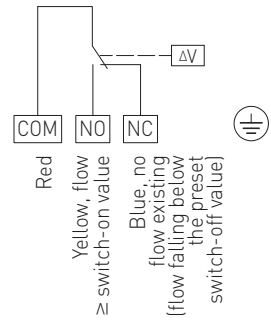 ΔV
COM
NO
NC
Red
Yellow, flow
≥ switch-on value
Blue, no
flow existing
(flow falling below
the preset
switch-off value)